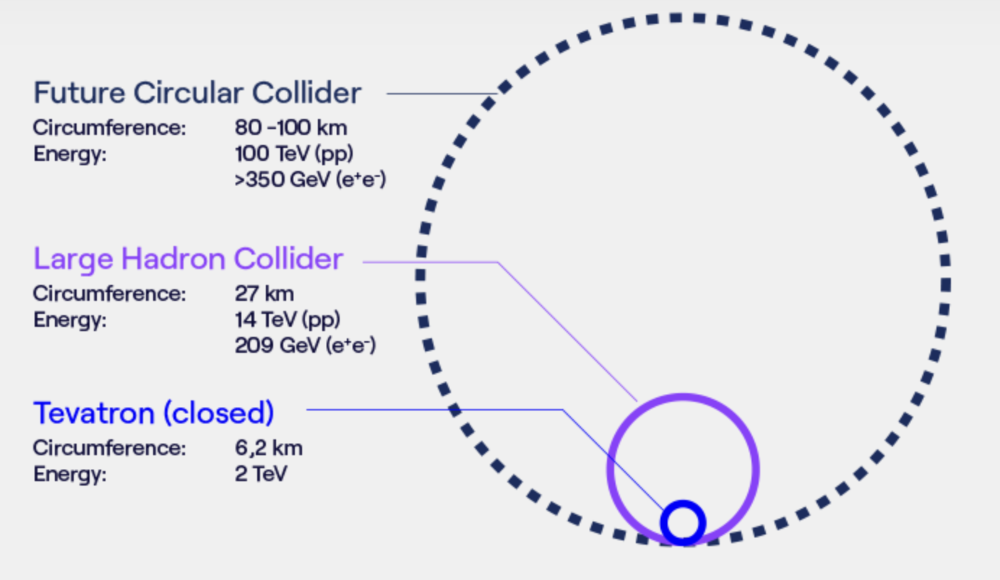 Future Circular Collider
Circumference: 80 –100 km
Energy: 100 TeV (pp)
>350 GeV (e⁺e⁻)
Large Hadron Collider
Circumference: 27 km
Energy: 14 TeV (pp)
209 GeV (e⁺e⁻)
Tevatron (closed)
Circumference: 6,2 km
Energy: 2 TeV